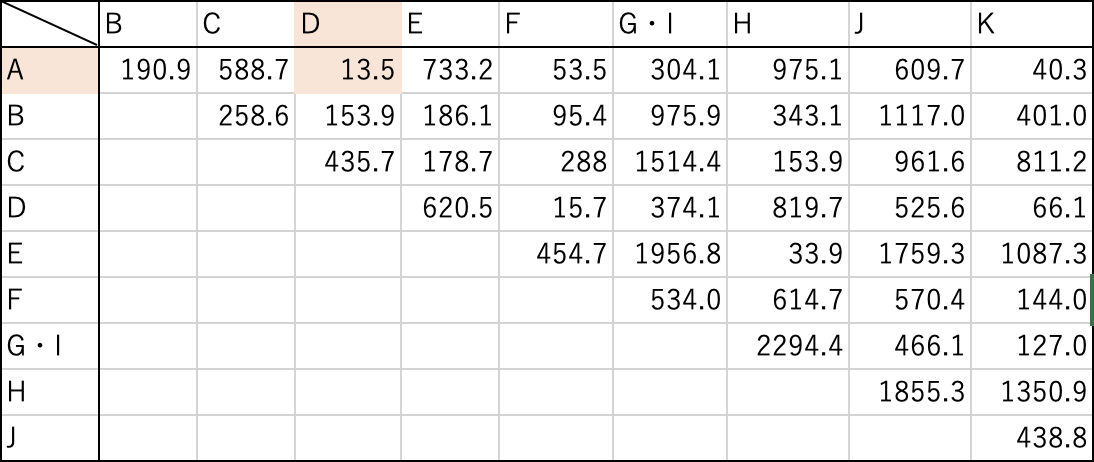 B C D E F G・I H J K
A 190.9 588.7 13.5 733.2 53.5 304.1 975.1 609.7 40.3
B 258.6 153.9 186.1 95.4 975.9 343.1 1117.0 401.0
C 435.7 178.7 288 1514.4 153.9 961.6 811.2
D 620.5 15.7 374.1 819.7 525.6 66.1
E 454.7 1956.8 33.9 1759.3 1087.3
F 534.0 614.7 570.4 144.0
G・I 2294.4 466.1 127.0
H 1855.3 1350.9
J 438.8